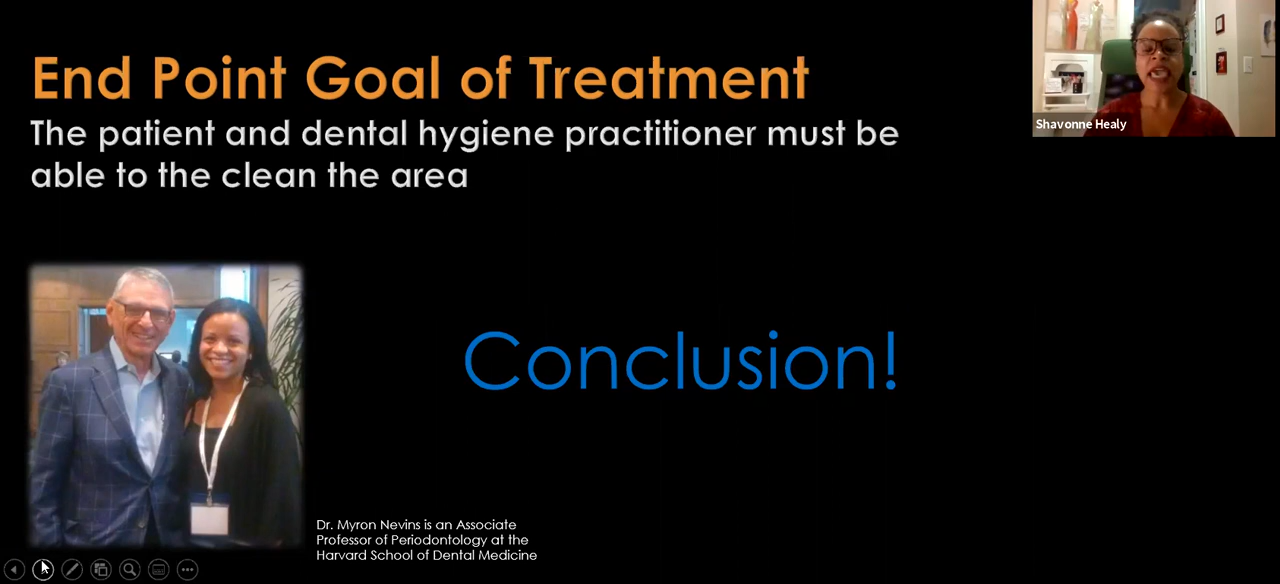 End Point Goal of Treatment
The patient and dental hygiene practitioner must be
able to the clean the area
Shavonne Healy
Conclusion!
Dr. Myron Nevins is an Associate
Professor of Periodontology at the
Harvard School of Dental Medicine